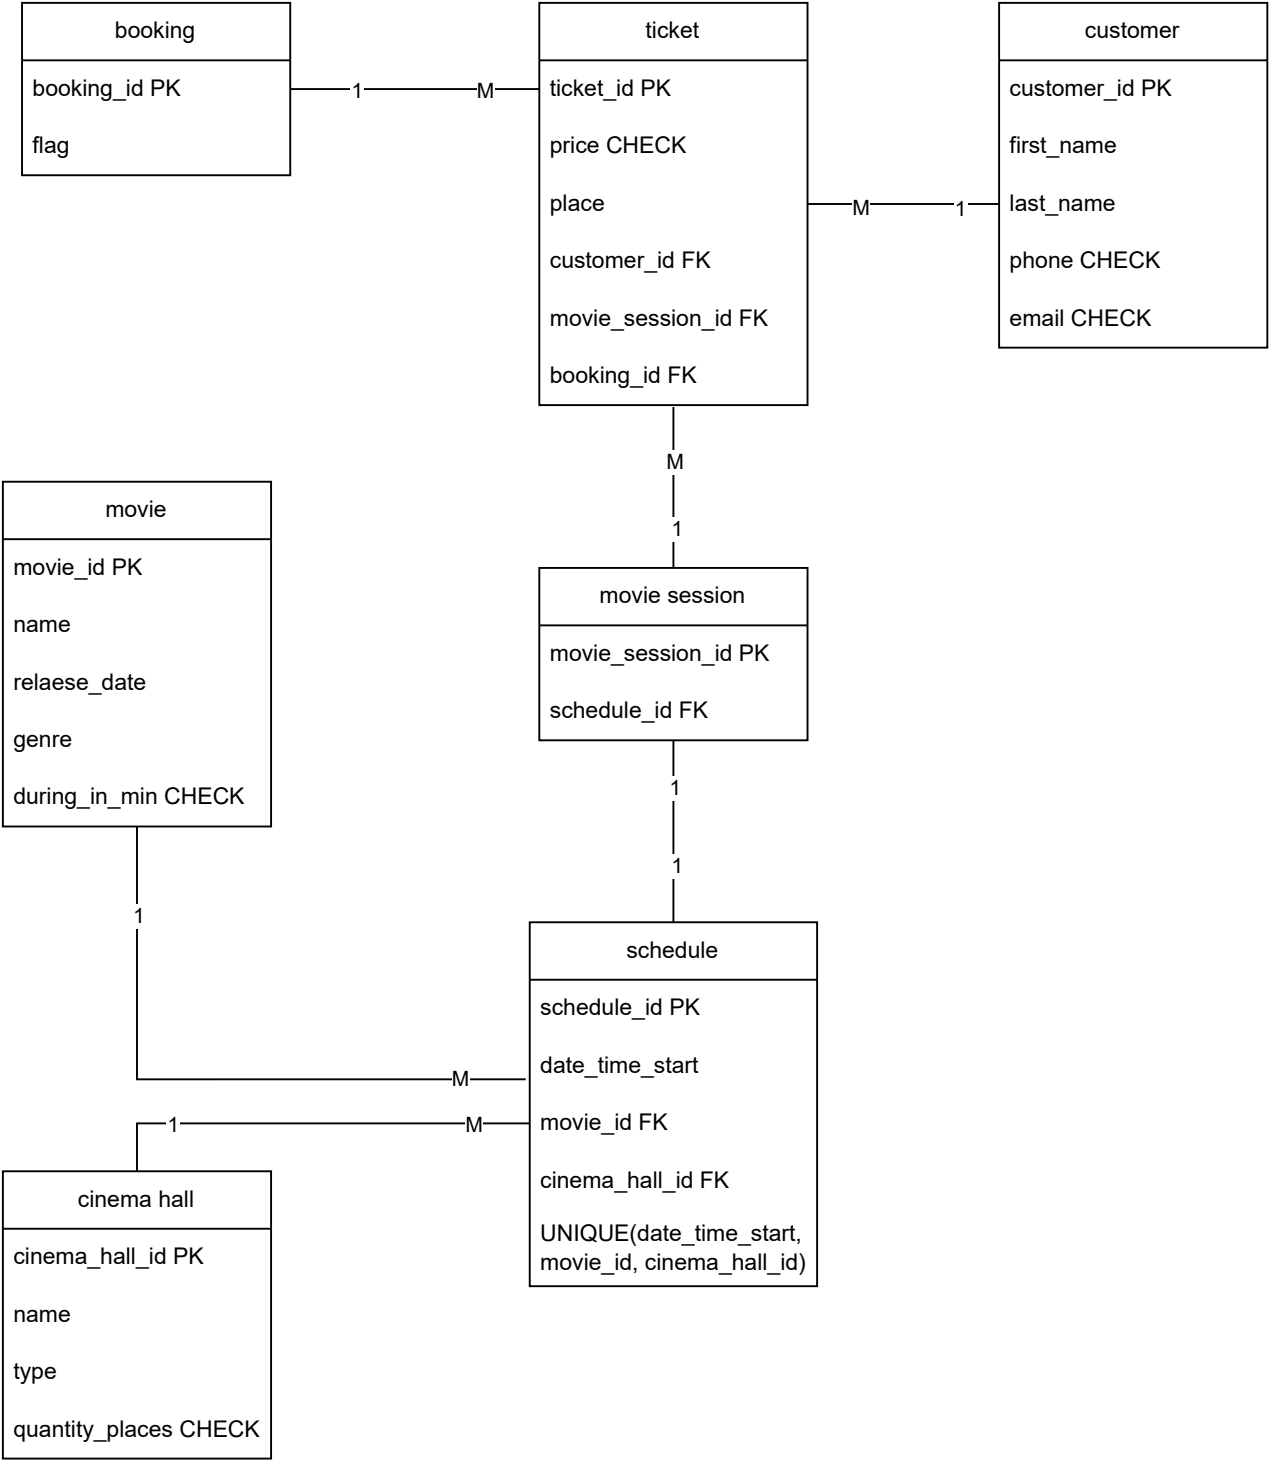 booking
booking_id PK
flag
1
M
ticket
ticket_id PK
price CHECK
place
customer_id FK
movie_session_id FK
booking_id FK
M
1
customer
customer_id PK
first_name
last_name
phone CHECK
email CHECK
M
1
movie session
movie_session_id PK
schedule_id FK
1
1
movie
movie_id PK
name
relaese_date
genre
during_in_min CHECK
1
M
schedule
schedule_id PK
date_time_start
movie_id FK
cinema_hall_id FK
UNIQUE(date_time_start,
movie_id, cinema_hall_id)
1
M
cinema hall
cinema_hall_id PK
name
type
quantity_places CHECK